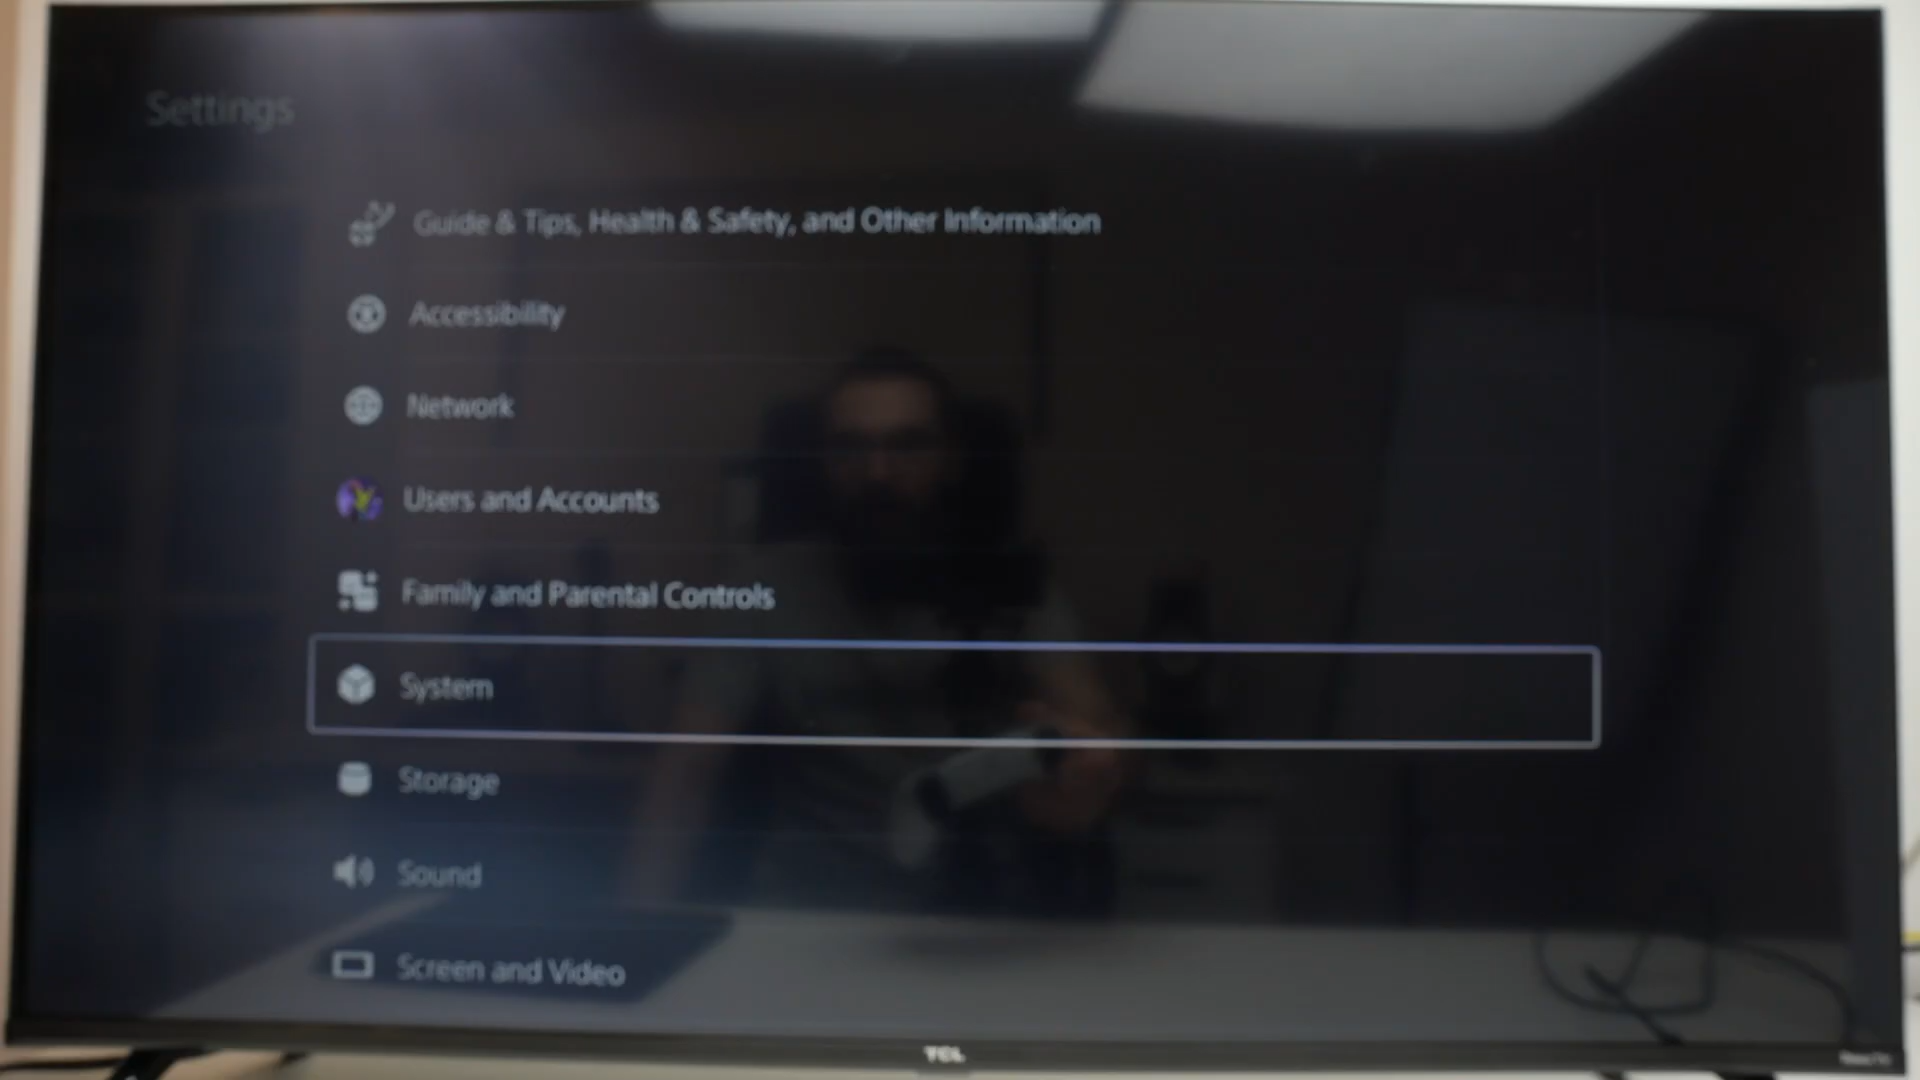 Settings
Guide & Tips, Health & Safety, and Other Information
Accessibility
Network
Users and Accounts
Family and Parental Controls
System
Storage
Sound
Screen and Video
TCL